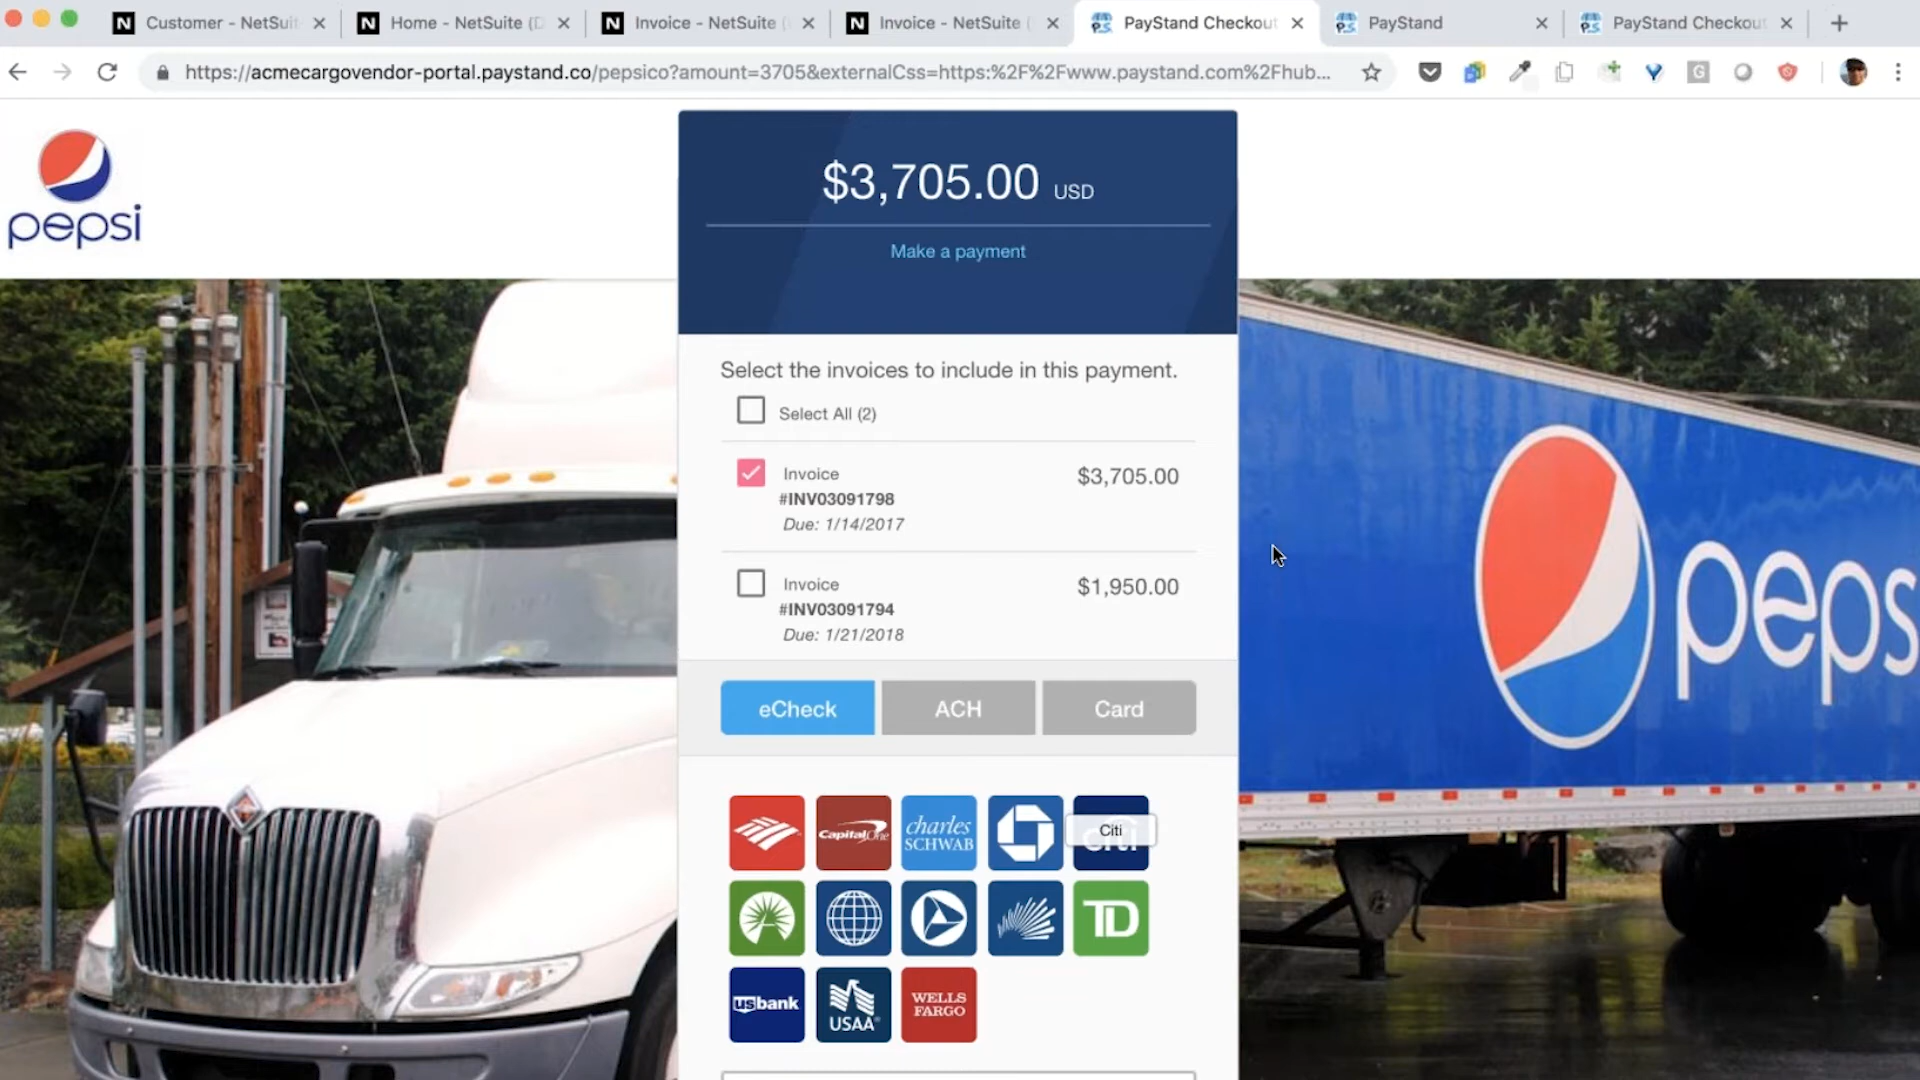 Customer - NetSuit
Home - NetSuite (D
Invoice - NetSuite (
Invoice - NetSuite (
PayStand Checkout
PayStand
PayStand Checkout
https://acmecargovendor-portal.paystand.co/pepsico?amount=3705&externalCss=https:%2F%2Fwww.paystand.com%2Fhub...
pepsi
$3,705.00 USD
Make a payment
Select the invoices to include in this payment.
Select All (2)
Invoice
$3,705.00
#INV03091798
Due: 1/14/2017
Invoice
$1,950.00
#INV03091794
Due: 1/21/2018
peps
eCheck
ACH
Card
Capital One
charles
SCHWAB
Citi
citi
TD
usbank
USAA
WELLS
FARGO